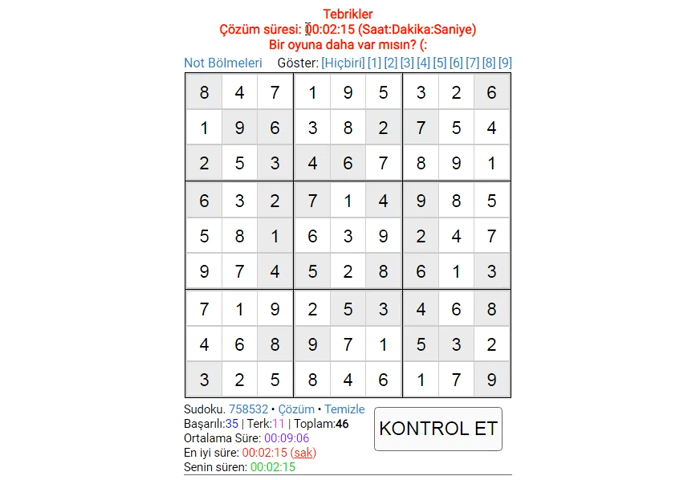 Tebrikler
Çözüm süresi: 00:02:15 (Saat:Dakika:Saniye)
Bir oyuna daha var mısın? (:
Not Bölmeleri Göster: [Hiçbiri] [1] [2] [3] [4] [5] [6] [7] [8] [9]
8 4 7 1 9 5 3 2 6
1 9 6 3 8 2 7 5 4
2 5 3 4 6 7 8 9 1
6 3 2 7 1 4 9 8 5
5 8 1 6 3 9 2 4 7
9 7 4 5 2 8 6 1 3
7 1 9 2 5 3 4 6 8
4 6 8 9 7 1 5 3 2
3 2 5 8 4 6 1 7 9
Sudoku. 758532 • Çözüm • Temizle
Başarılı:35 | Terk:11 | Toplam:46
Ortalama Süre: 00:09:06
En iyi süre: 00:02:15 (sak)
Senin süren: 00:02:15
KONTROL ET